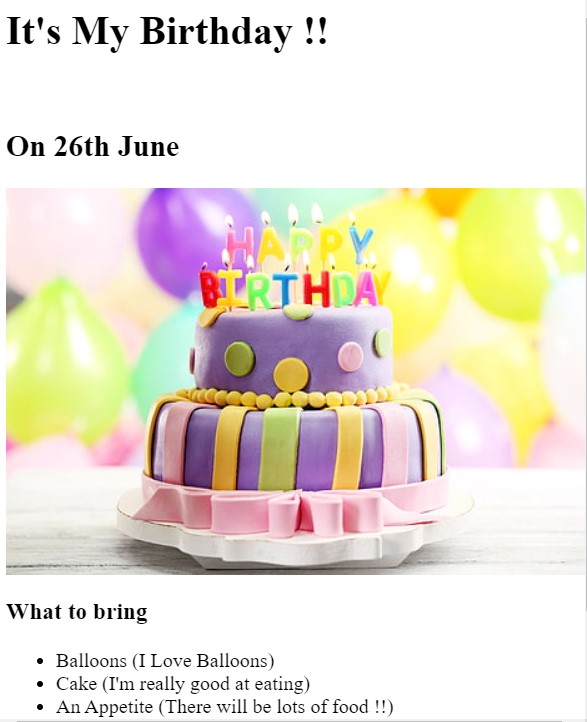 It's My Birthday !!
On 26th June
HAPPY
BIRTHDAY
What to bring
Balloons (I Love Balloons)
Cake (I'm really good at eating)
An Appetite (There will be lots of food !!)